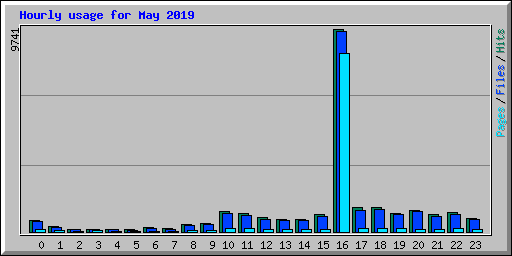 Hourly usage for May 2019
9741
Pages/Files/Hits
0 1 2 3 4 5 6 7 8 9 10 11 12 13 14 15 16 17 18 19 20 21 22 23